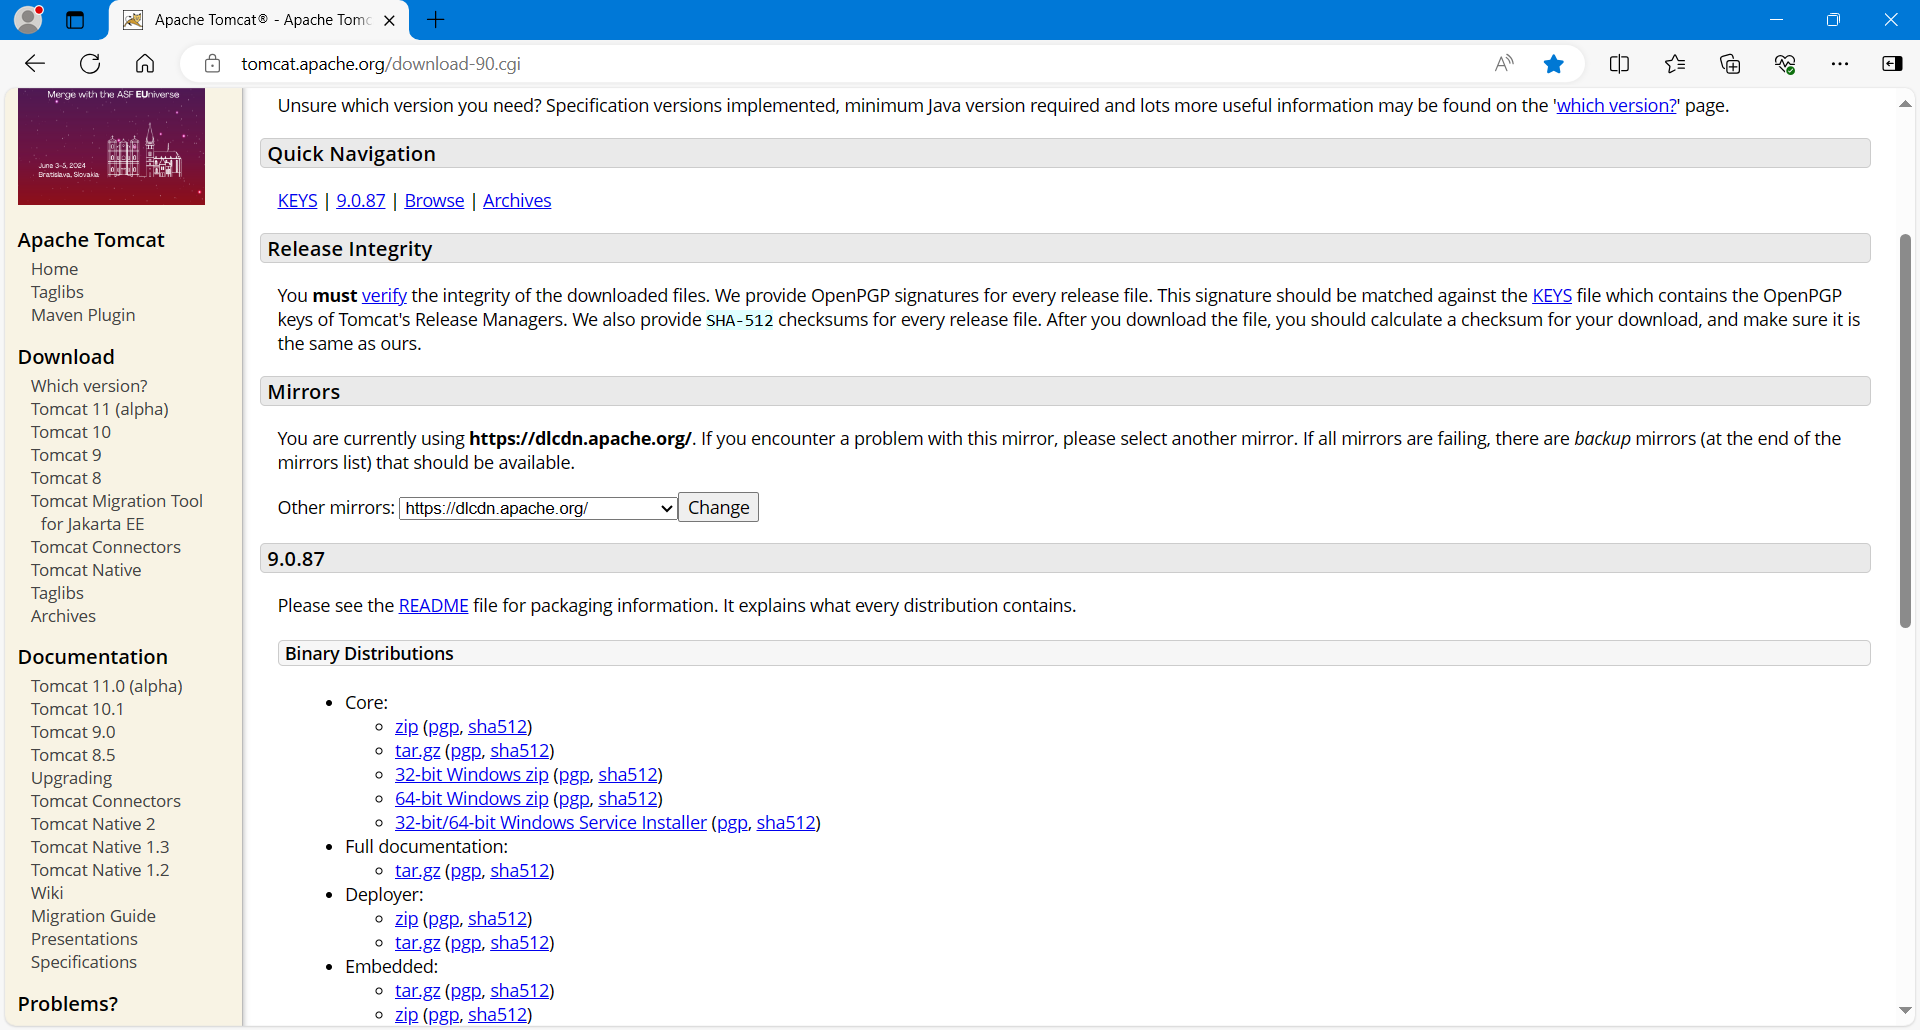 Apache Tomcat® - Apache Tomc
tomcat.apache.org/download-90.cgi
Merge with the ASF EUniverse
June 3-5, 2024
Bratislava, Slovakia
Apache Tomcat
Home
Taglibs
Maven Plugin
Download
Which version?
Tomcat 11 (alpha)
Tomcat 10
Tomcat 9
Tomcat 8
Tomcat Migration Tool
for Jakarta EE
Tomcat Connectors
Tomcat Native
Taglibs
Archives
Documentation
Tomcat 11.0 (alpha)
Tomcat 10.1
Tomcat 9.0
Tomcat 8.5
Upgrading
Tomcat Connectors
Tomcat Native 2
Tomcat Native 1.3
Tomcat Native 1.2
Wiki
Migration Guide
Presentations
Specifications
Problems?
Unsure which version you need? Specification versions implemented, minimum Java version required and lots more useful information may be found on the 'which version?' page.
Quick Navigation
KEYS | 9.0.87 | Browse | Archives
Release Integrity
You must verify the integrity of the downloaded files. We provide OpenPGP signatures for every release file. This signature should be matched against the KEYS file which contains the OpenPGP
keys of Tomcat's Release Managers. We also provide SHA-512 checksums for every release file. After you download the file, you should calculate a checksum for your download, and make sure it is
the same as ours.
Mirrors
You are currently using https://dlcdn.apache.org/. If you encounter a problem with this mirror, please select another mirror. If all mirrors are failing, there are backup mirrors (at the end of the
mirrors list) that should be available.
Other mirrors: https://dlcdn.apache.org/ Change
9.0.87
Please see the README file for packaging information. It explains what every distribution contains.
Binary Distributions
• Core:
zip (pgp, sha512)
tar.gz (pgp, sha512)
32-bit Windows zip (pgp, sha512)
64-bit Windows zip (pgp, sha512)
32-bit/64-bit Windows Service Installer (pgp, sha512)
• Full documentation:
tar.gz (pgp, sha512)
• Deployer:
zip (pgp, sha512)
tar.gz (pgp, sha512)
• Embedded:
tar.gz (pgp, sha512)
zip (pgp, sha512)